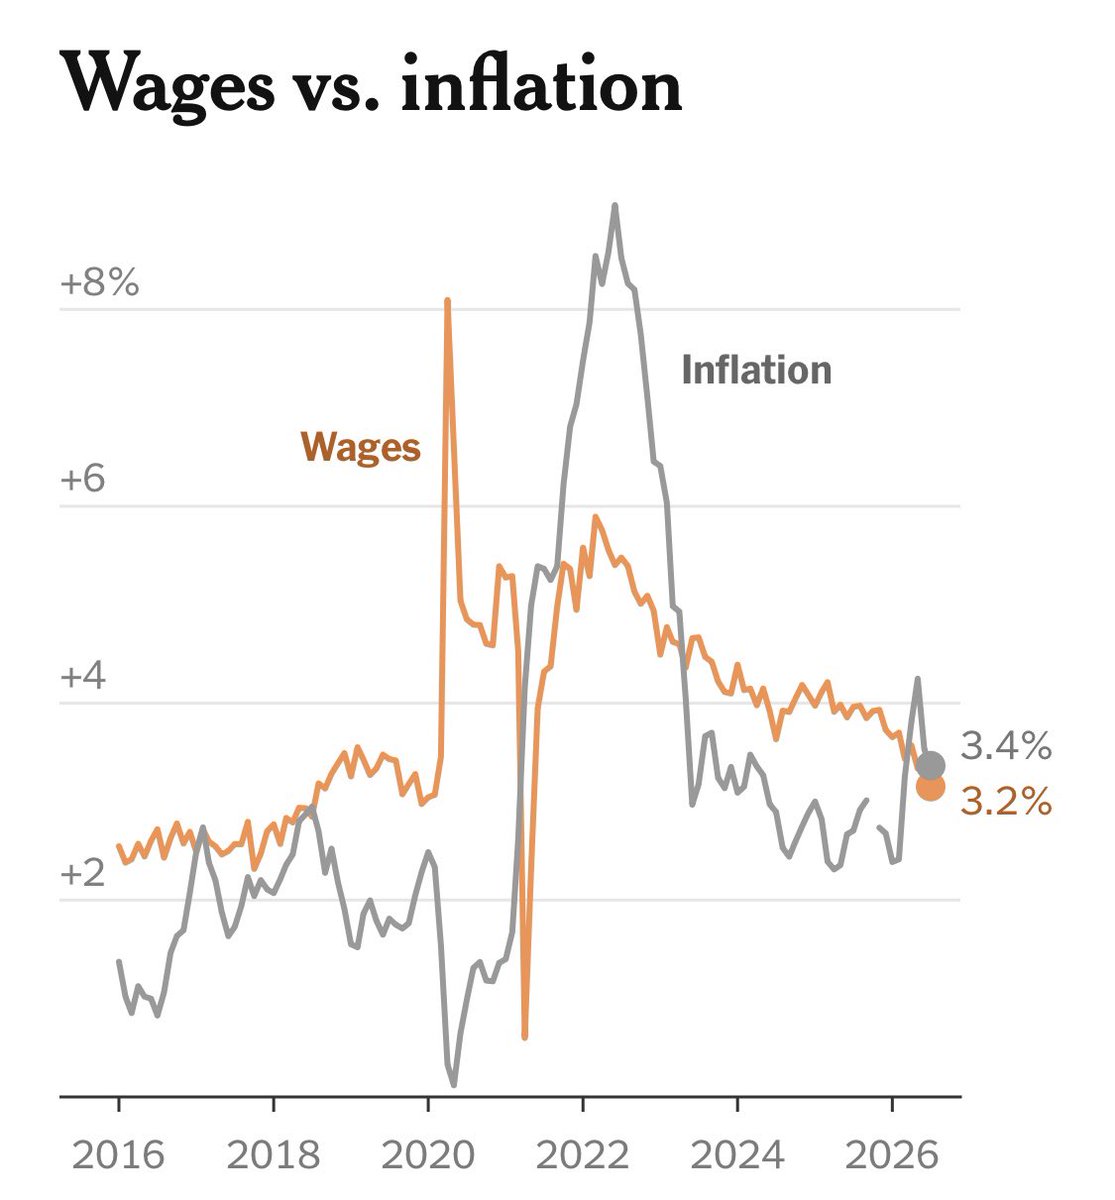 Wages vs. inflation
+8%
Inflation
Wages
+6
+4
3.4%
3.2%
+2
2016 2018 2020 2022 2024 2026